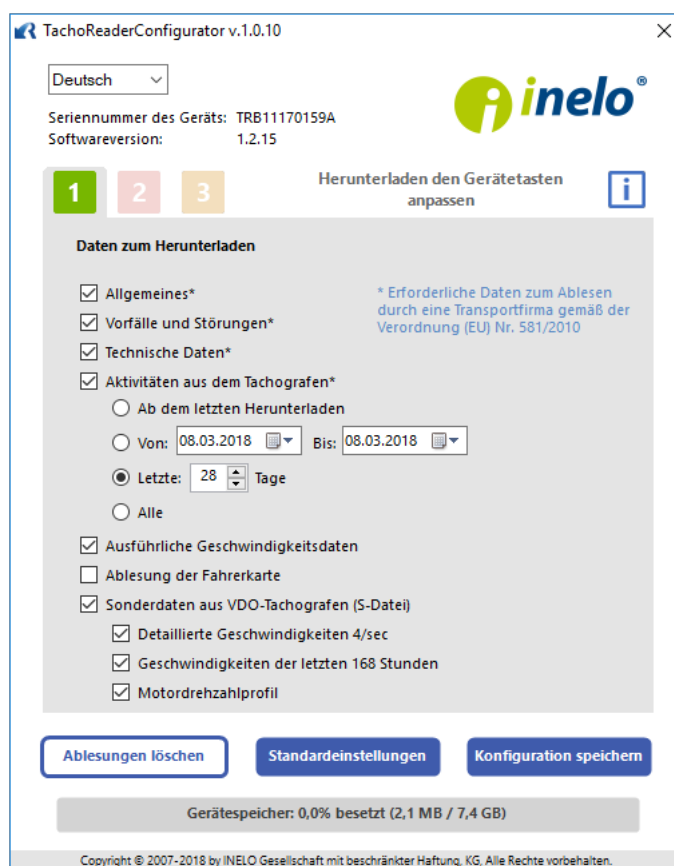 TachoReaderConfigurator v.1.0.10
Deutsch
inelo®
Seriennummer des Geräts: TRB11170159A
Softwareversion: 1.2.15
1 2 3
Herunterladen den Gerätetasten
anpassen
i
Daten zum Herunterladen
Allgemeines*
* Erforderliche Daten zum Ablesen
durch eine Transportfirma gemäß der
Verordnung (EU) Nr. 581/2010
Vorfälle und Störungen*
Technische Daten*
Aktivitäten aus dem Tachografen*
Ab dem letzten Herunterladen
Von: 08.03.2018 Bis: 08.03.2018
Letzte: 28 Tage
Alle
Ausführliche Geschwindigkeitsdaten
Ablesung der Fahrerkarte
Sonderdaten aus VDO-Tachografen (S-Datei)
Detaillierte Geschwindigkeiten 4/sec
Geschwindigkeiten der letzten 168 Stunden
Motordrehzahlprofil
Ablesungen löschen Standardeinstellungen Konfiguration speichern
Gerätespeicher: 0,0% besetzt (2,1 MB / 7,4 GB)
Copyright © 2007-2018 by INELO Gesellschaft mit beschränkter Haftung, KG, Alle Rechte vorbehalten.